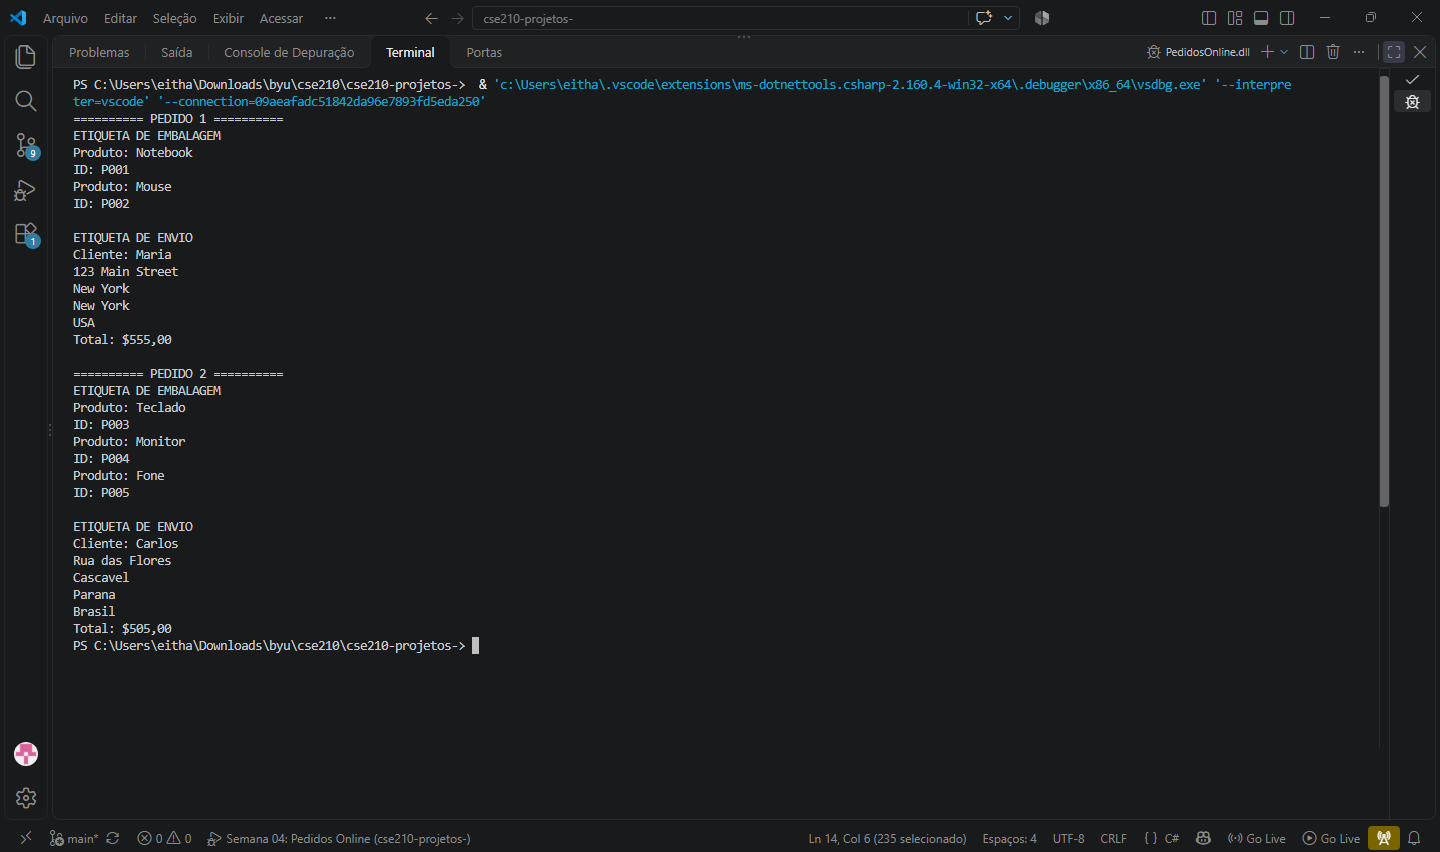 Arquivo Editar Seleção Exibir Acessar ···
cse210-projetos-
Problemas Saída Console de Depuração Terminal Portas
PedidosOnline.dll
PS C:\Users\eitha\Downloads\byu\cse210\cse210-projetos-> & 'c:\Users\eitha\.vscode\extensions\ms-dotnettools.csharp-2.160.4-win32-x64\.debugger\x86_64\vsdbg.exe' '--interpre
ter=vscode' '--connection=09aeafadc51842da96e7893fd5eda250'
========== PEDIDO 1 ==========
ETIQUETA DE EMBALAGEM
Produto: Notebook
ID: P001
Produto: Mouse
ID: P002
ETIQUETA DE ENVIO
Cliente: Maria
123 Main Street
New York
New York
USA
Total: $555,00
========== PEDIDO 2 ==========
ETIQUETA DE EMBALAGEM
Produto: Teclado
ID: P003
Produto: Monitor
ID: P004
Produto: Fone
ID: P005
ETIQUETA DE ENVIO
Cliente: Carlos
Rua das Flores
Cascavel
Parana
Brasil
Total: $505,00
PS C:\Users\eitha\Downloads\byu\cse210\cse210-projetos->
9
1
main* 0 0 Semana 04: Pedidos Online (cse210-projetos-) Ln 14, Col 6 (235 selecionado) Espaços: 4 UTF-8 CRLF { } C# Go Live Go Live